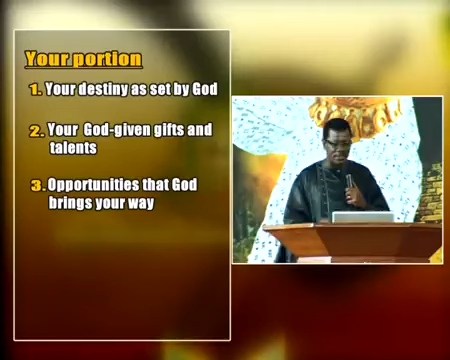 Your portion
1. Your destiny as set by God
2. Your God-given gifts and
talents
3. Opportunities that God
brings your way